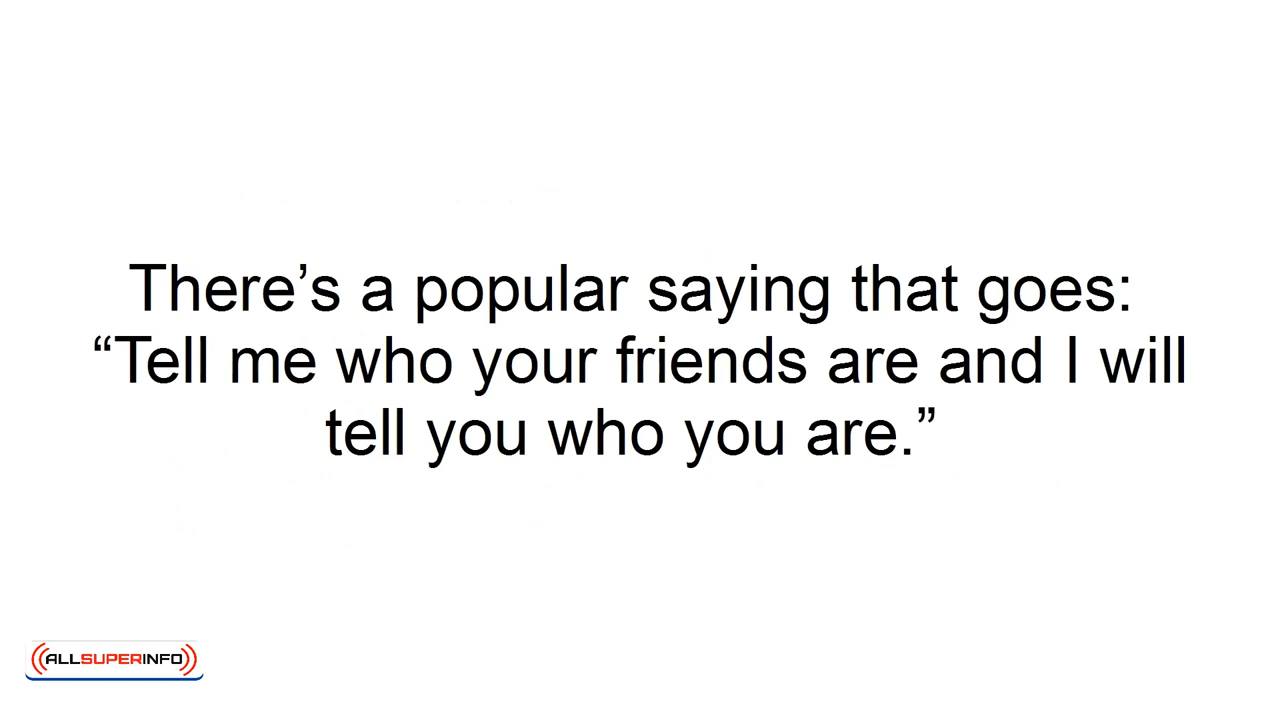 There’s a popular saying that goes:
“Tell me who your friends are and I will
tell you who you are.”
ALLSUPERINFO